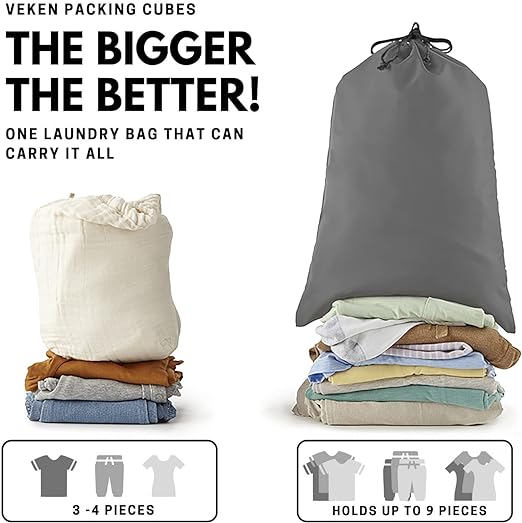 VEKEN PACKING CUBES
THE BIGGER
THE BETTER!
ONE LAUNDRY BAG THAT CAN
CARRY IT ALL
3 -4 PIECES
HOLDS UP TO 9 PIECES